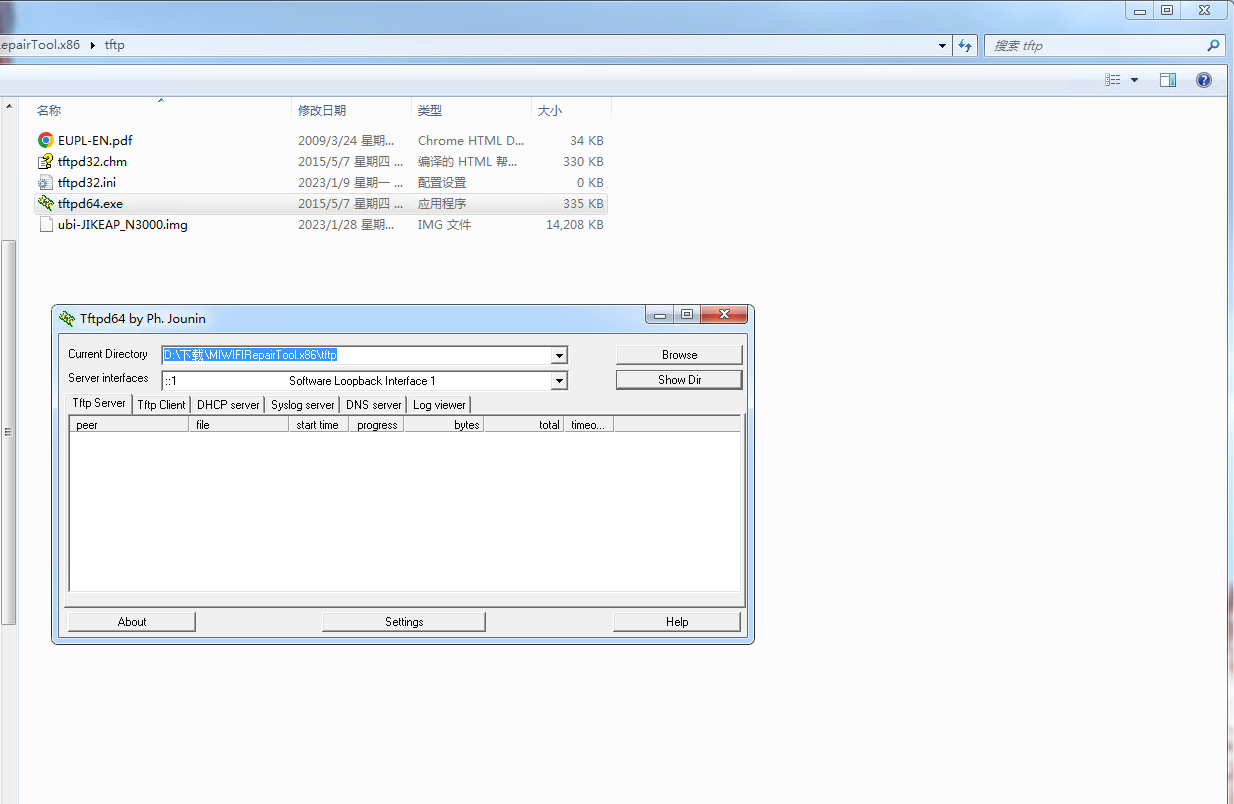 epairTool.x86 ▸ tftp
搜索 tftp
名称 修改日期 类型 大小
EUPL-EN.pdf 2009/3/24 星期... Chrome HTML D... 34 KB
tftpd32.chm 2015/5/7 星期四 ... 编译的 HTML 帮... 330 KB
tftpd32.ini 2023/1/9 星期一 ... 配置设置 0 KB
tftpd64.exe 2015/5/7 星期四 ... 应用程序 335 KB
ubi-JIKEAP_N3000.img 2023/1/28 星期... IMG 文件 14,208 KB
Tftpd64 by Ph. Jounin
Current Directory D:\下载\MIWIFIRepairTool.x86\tftp Browse
Server interfaces ::1 Software Loopback Interface 1 Show Dir
Tftp Server Tftp Client DHCP server Syslog server DNS server Log viewer
peer file start time progress bytes total timeo...
About Settings Help